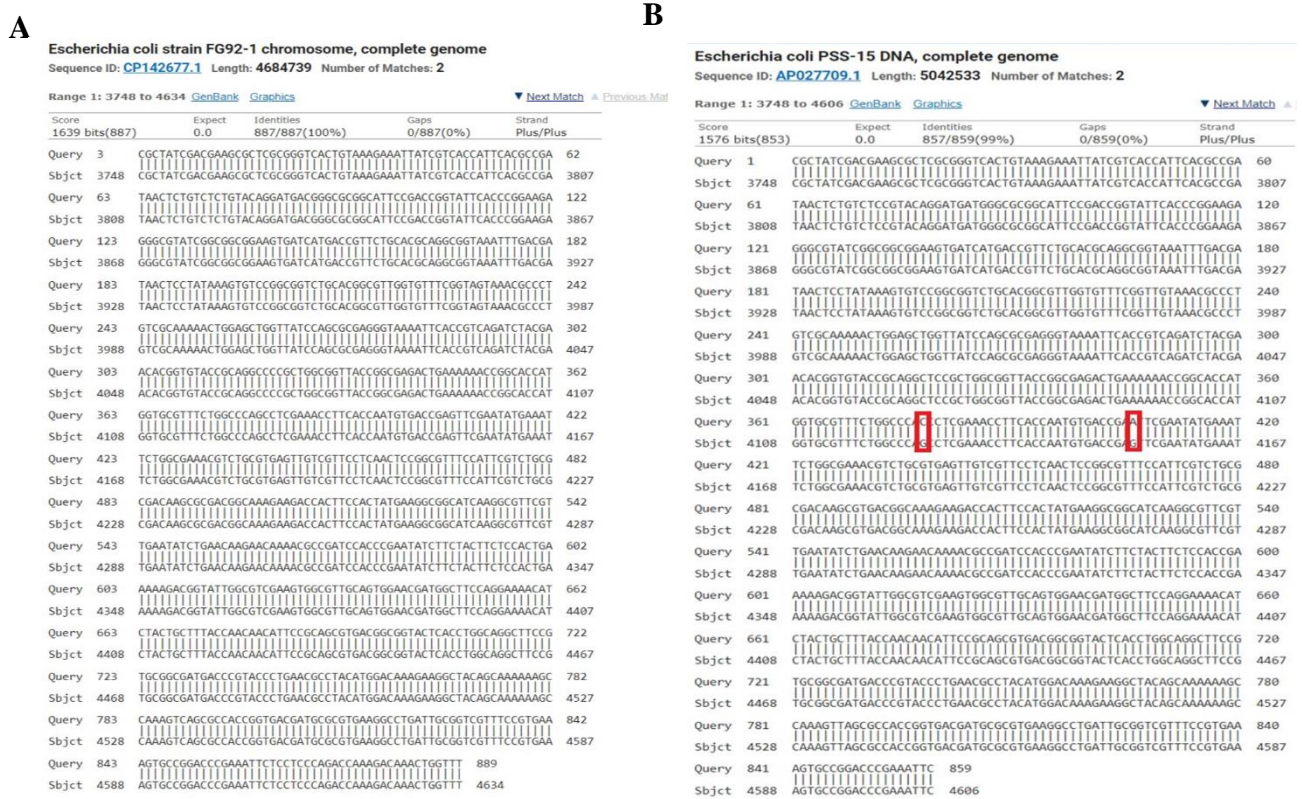 A
Escherichia coli strain FG92-1 chromosome, complete genome
Sequence ID: CP142677.1 Length: 4684739 Number of Matches: 2
Range 1: 3748 to 4634 GenBank Graphics ▼ Next Match ▲ Previous Mat
Score Expect Identities Gaps Strand
1639 bits(887) 0.0 887/887(100%) 0/887(0%) Plus/Plus
Query 3 CGCTATCGACGAAGCGCTCGCGGGTCACTGTAAAGAAATTATCGTCACCATTCACGCCGA 62
Sbjct 3748 CGCTATCGACGAAGCGCTCGCGGGTCACTGTAAAGAAATTATCGTCACCATTCACGCCGA 3807
Query 63 TAACTCTGTCTCTGTACAGGATGACGGGCGCGGCATTCCGACCGGTATTCACCCGGAAGA 122
Sbjct 3808 TAACTCTGTCTCTGTACAGGATGACGGGCGCGGCATTCCGACCGGTATTCACCCGGAAGA 3867
Query 123 GGGCGTATCGGCGGCGGAAGTGATCATGACCGTTCTGCACGCAGGCGGTAAATTTGACGA 182
Sbjct 3868 GGGCGTATCGGCGGCGGAAGTGATCATGACCGTTCTGCACGCAGGCGGTAAATTTGACGA 3927
Query 183 TAACTCCTATAAAGTGTCCGGCGGTCTGCACGGCGTTGGTGTTTCGGTAGTAAACGCCCT 242
Sbjct 3928 TAACTCCTATAAAGTGTCCGGCGGTCTGCACGGCGTTGGTGTTTCGGTAGTAAACGCCCT 3987
Query 243 GTCGCAAAAACTGGAGCTGGTTATCCAGCGCGAGGGTAAAATTCACCGTCAGATCTACGA 302
Sbjct 3988 GTCGCAAAAACTGGAGCTGGTTATCCAGCGCGAGGGTAAAATTCACCGTCAGATCTACGA 4047
Query 303 ACACGGTGTACCGCAGGCCCCGCTGGCGGTTACCGGCGAGACTGAAAAAACCGGCACCAT 362
Sbjct 4048 ACACGGTGTACCGCAGGCCCCGCTGGCGGTTACCGGCGAGACTGAAAAAACCGGCACCAT 4107
Query 363 GGTGCGTTTCTGGCCCAGCCTCGAAACCTTCACCAATGTGACCGAGTTCGAATATGAAAT 422
Sbjct 4108 GGTGCGTTTCTGGCCCAGCCTCGAAACCTTCACCAATGTGACCGAGTTCGAATATGAAAT 4167
Query 423 TCTGGCGAAACGTCTGCGTGAGTTGTCGTTCCTCAACTCCGGCGTTTCCATTCGTCTGCG 482
Sbjct 4168 TCTGGCGAAACGTCTGCGTGAGTTGTCGTTCCTCAACTCCGGCGTTTCCATTCGTCTGCG 4227
Query 483 CGACAAGCGCGACGGCAAAGAAGACCACTTCCACTATGAAGGCGGCATCAAGGCGTTCGT 542
Sbjct 4228 CGACAAGCGCGACGGCAAAGAAGACCACTTCCACTATGAAGGCGGCATCAAGGCGTTCGT 4287
Query 543 TGAATATCTGAACAAGAACAAAACGCCGATCCACCCGAATATCTTCTACTTCTCCACTGA 602
Sbjct 4288 TGAATATCTGAACAAGAACAAAACGCCGATCCACCCGAATATCTTCTACTTCTCCACTGA 4347
Query 603 AAAAGACGGTATTGGCGTCGAAGTGGCGTTGCAGTGGAACGATGGCTTCCAGGAAAACAT 662
Sbjct 4348 AAAAGACGGTATTGGCGTCGAAGTGGCGTTGCAGTGGAACGATGGCTTCCAGGAAAACAT 4407
Query 663 CTACTGCTTTACCAACAACATTCCGCAGCGTGACGGCGGTACTCACCTGGCAGGCTTCCG 722
Sbjct 4408 CTACTGCTTTACCAACAACATTCCGCAGCGTGACGGCGGTACTCACCTGGCAGGCTTCCG 4467
Query 723 TGCGGCGATGACCCGTACCCTGAACGCCTACATGGACAAAGAAGGCTACAGCAAAAAAGC 782
Sbjct 4468 TGCGGCGATGACCCGTACCCTGAACGCCTACATGGACAAAGAAGGCTACAGCAAAAAAGC 4527
Query 783 CAAAGTCAGCGCCACCGGTGACGATGCGCGTGAAGGCCTGATTGCGGTCGTTTCCGTGAA 842
Sbjct 4528 CAAAGTCAGCGCCACCGGTGACGATGCGCGTGAAGGCCTGATTGCGGTCGTTTCCGTGAA 4587
Query 843 AGTGCCGGACCCGAAATTCTCCTCCCAGACCAAAGACAAACTGGTTT 889
Sbjct 4588 AGTGCCGGACCCGAAATTCTCCTCCCAGACCAAAGACAAACTGGTTT 4634
B
Escherichia coli PSS-15 DNA, complete genome
Sequence ID: AP027709.1 Length: 5042533 Number of Matches: 2
Range 1: 3748 to 4606 GenBank Graphics ▼ Next Match ▲
Score Expect Identities Gaps Strand
1576 bits(853) 0.0 857/859(99%) 0/859(0%) Plus/Plus
Query 1 CGCTATCGACGAAGCGCTCGCGGGTCACTGTAAAGAAATTATCGTCACCATTCACGCCGA 60
Sbjct 3748 CGCTATCGACGAAGCGCTCGCGGGTCACTGTAAAGAAATTATCGTCACCATTCACGCCGA 3807
Query 61 TAACTCTGTCTCCGTACAGGATGATGGGCGCGGCATTCCGACCGGTATTCACCCGGAAGA 120
Sbjct 3808 TAACTCTGTCTCCGTACAGGATGATGGGCGCGGCATTCCGACCGGTATTCACCCGGAAGA 3867
Query 121 GGGCGTATCGGCGGCGGAAGTGATCATGACCGTTCTGCACGCAGGCGGTAAATTTGACGA 180
Sbjct 3868 GGGCGTATCGGCGGCGGAAGTGATCATGACCGTTCTGCACGCAGGCGGTAAATTTGACGA 3927
Query 181 TAACTCCTATAAAGTGTCCGGCGGTCTGCACGGCGTTGGTGTTTCGGTTGTAAACGCCCT 240
Sbjct 3928 TAACTCCTATAAAGTGTCCGGCGGTCTGCACGGCGTTGGTGTTTCGGTTGTAAACGCCCT 3987
Query 241 GTCGCAAAAACTGGAGCTGGTTATCCAGCGCGAGGGTAAAATTCACCGTCAGATCTACGA 300
Sbjct 3988 GTCGCAAAAACTGGAGCTGGTTATCCAGCGCGAGGGTAAAATTCACCGTCAGATCTACGA 4047
Query 301 ACACGGTGTACCGCAGGCTCCGCTGGCGGTTACCGGCGAGACTGAAAAAACCGGCACCAT 360
Sbjct 4048 ACACGGTGTACCGCAGGCTCCGCTGGCGGTTACCGGCGAGACTGAAAAAACCGGCACCAT 4107
Query 361 GGTGCGTTTCTGGCCCACTCTCGAAACCTTCACCAATGTGACCGAATTCGAATATGAAAT 420
Sbjct 4108 GGTGCGTTTCTGGCCCAGCCTCGAAACCTTCACCAATGTGACCGAGTTCGAATATGAAAT 4167
Query 421 TCTGGCGAAACGTCTGCGTGAGTTGTCGTTCCTCAACTCCGGCGTTTCCATTCGTCTGCG 480
Sbjct 4168 TCTGGCGAAACGTCTGCGTGAGTTGTCGTTCCTCAACTCCGGCGTTTCCATTCGTCTGCG 4227
Query 481 CGACAAGCGTGACGGCAAAGAAGACCACTTCCACTATGAAGGCGGCATCAAGGCGTTCGT 540
Sbjct 4228 CGACAAGCGTGACGGCAAAGAAGACCACTTCCACTATGAAGGCGGCATCAAGGCGTTCGT 4287
Query 541 TGAATATCTGAACAAGAACAAAACGCCGATCCACCCGAATATCTTCTACTTCTCCACCGA 600
Sbjct 4288 TGAATATCTGAACAAGAACAAAACGCCGATCCACCCGAATATCTTCTACTTCTCCACCGA 4347
Query 601 AAAAGACGGTATTGGCGTCGAAGTGGCGTTGCAGTGGAACGATGGCTTCCAGGAAAACAT 660
Sbjct 4348 AAAAGACGGTATTGGCGTCGAAGTGGCGTTGCAGTGGAACGATGGCTTCCAGGAAAACAT 4407
Query 661 CTACTGCTTTACCAACAACATTCCGCAGCGTGACGGCGGTACTCACCTGGCAGGCTTCCG 720
Sbjct 4408 CTACTGCTTTACCAACAACATTCCGCAGCGTGACGGCGGTACTCACCTGGCAGGCTTCCG 4467
Query 721 TGCGGCGATGACCCGTACCCTGAACGCCTACATGGACAAAGAAGGCTACAGCAAAAAAGC 780
Sbjct 4468 TGCGGCGATGACCCGTACCCTGAACGCCTACATGGACAAAGAAGGCTACAGCAAAAAAGC 4527
Query 781 CAAAGTTAGCGCCACCGGTGACGATGCGCGTGAAGGCCTGATTGCGGTCGTTTCCGTGAA 840
Sbjct 4528 CAAAGTTAGCGCCACCGGTGACGATGCGCGTGAAGGCCTGATTGCGGTCGTTTCCGTGAA 4587
Query 841 AGTGCCGGACCCGAAATTC 859
Sbjct 4588 AGTGCCGGACCCGAAATTC 4606